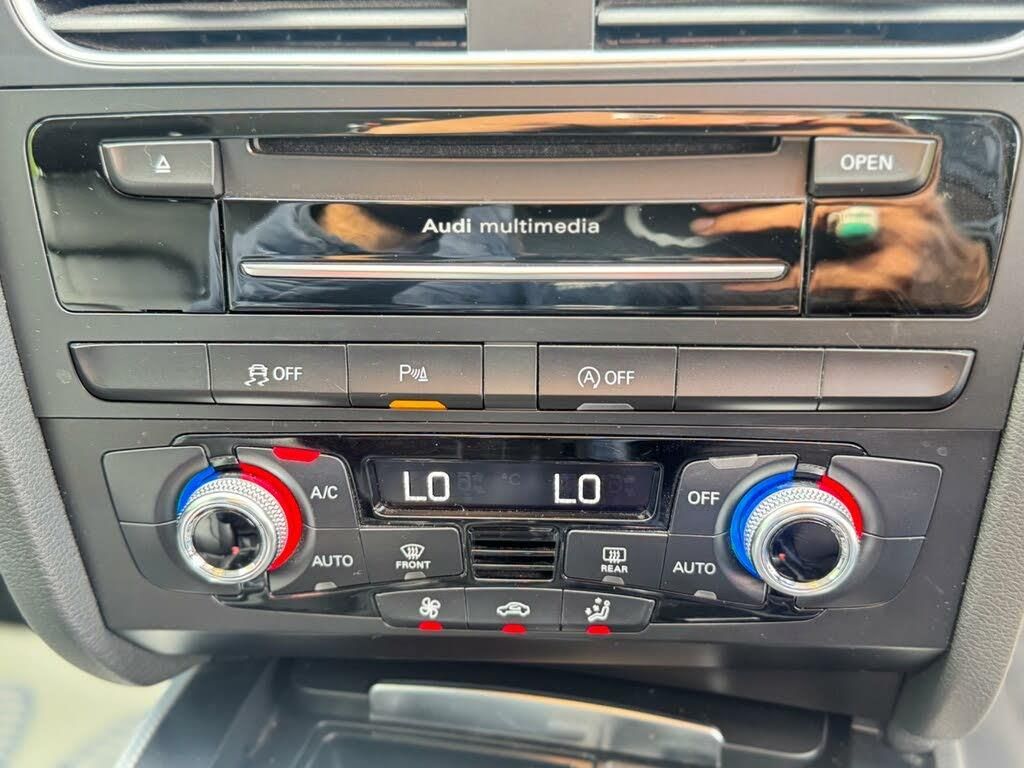 OPEN
Audi multimedia
OFF
P
A OFF
A/C
LO °C LO
OFF
AUTO
FRONT
REAR
AUTO